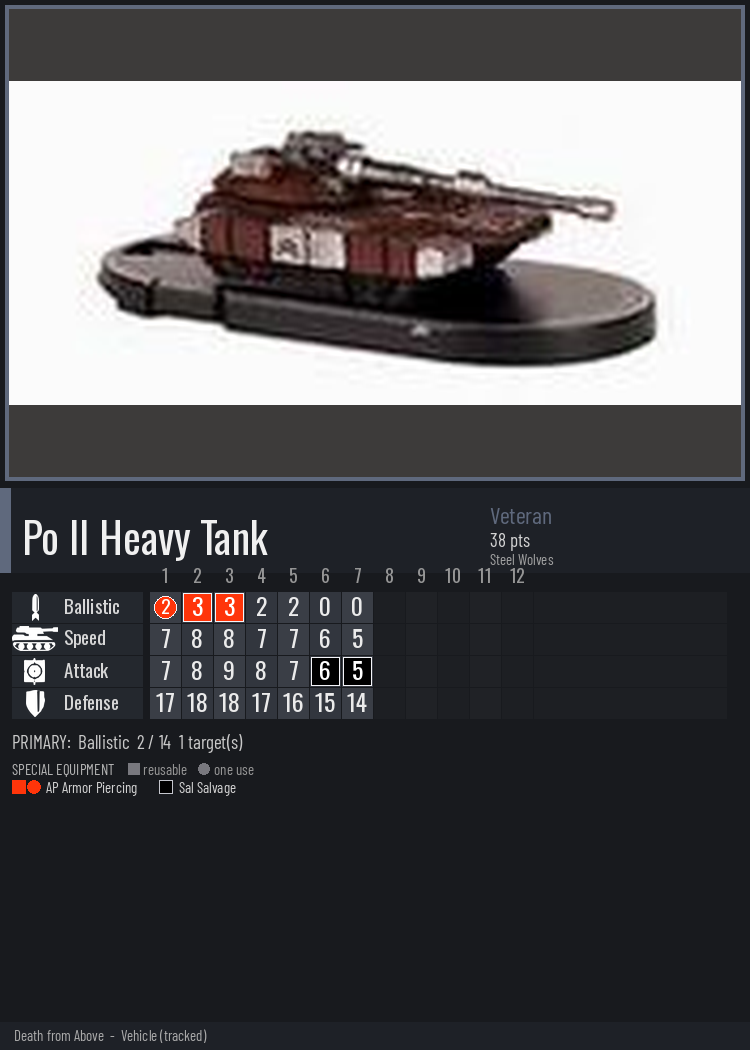 Po II Heavy Tank
Veteran
38 pts
Steel Wolves
1 2 3 4 5 6 7 8 9 10 11 12
Ballistic 2 3 3 2 2 0 0
Speed 7 8 8 7 7 6 5
Attack 7 8 9 8 7 6 5
Defense 17 18 18 17 16 15 14
PRIMARY: Ballistic 2 / 14 1 target(s)
SPECIAL EQUIPMENT reusable one use
AP Armor Piercing Sal Salvage
Death from Above - Vehicle (tracked)